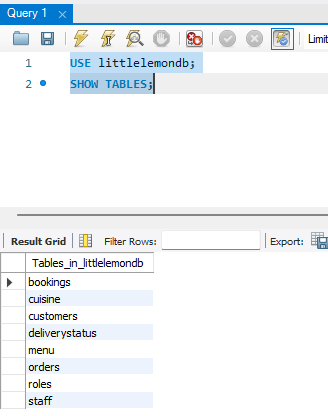 Query 1
Limit
1 USE littlelemondb;
2 SHOW TABLES;
Result Grid Filter Rows: Export:
Tables_in_littlelemondb
bookings
cuisine
customers
deliverystatus
menu
orders
roles
staff